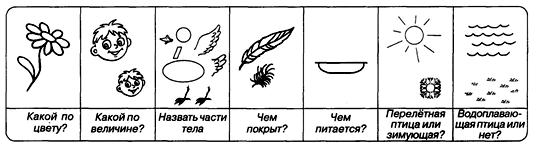 Какой по
цвету?
Какой по
величине?
Назвать части
тела
Чем
покрыт?
Чем
питается?
Перелётная
птица или
зимующая?
Водоплаваю-
щая птица или
нет?